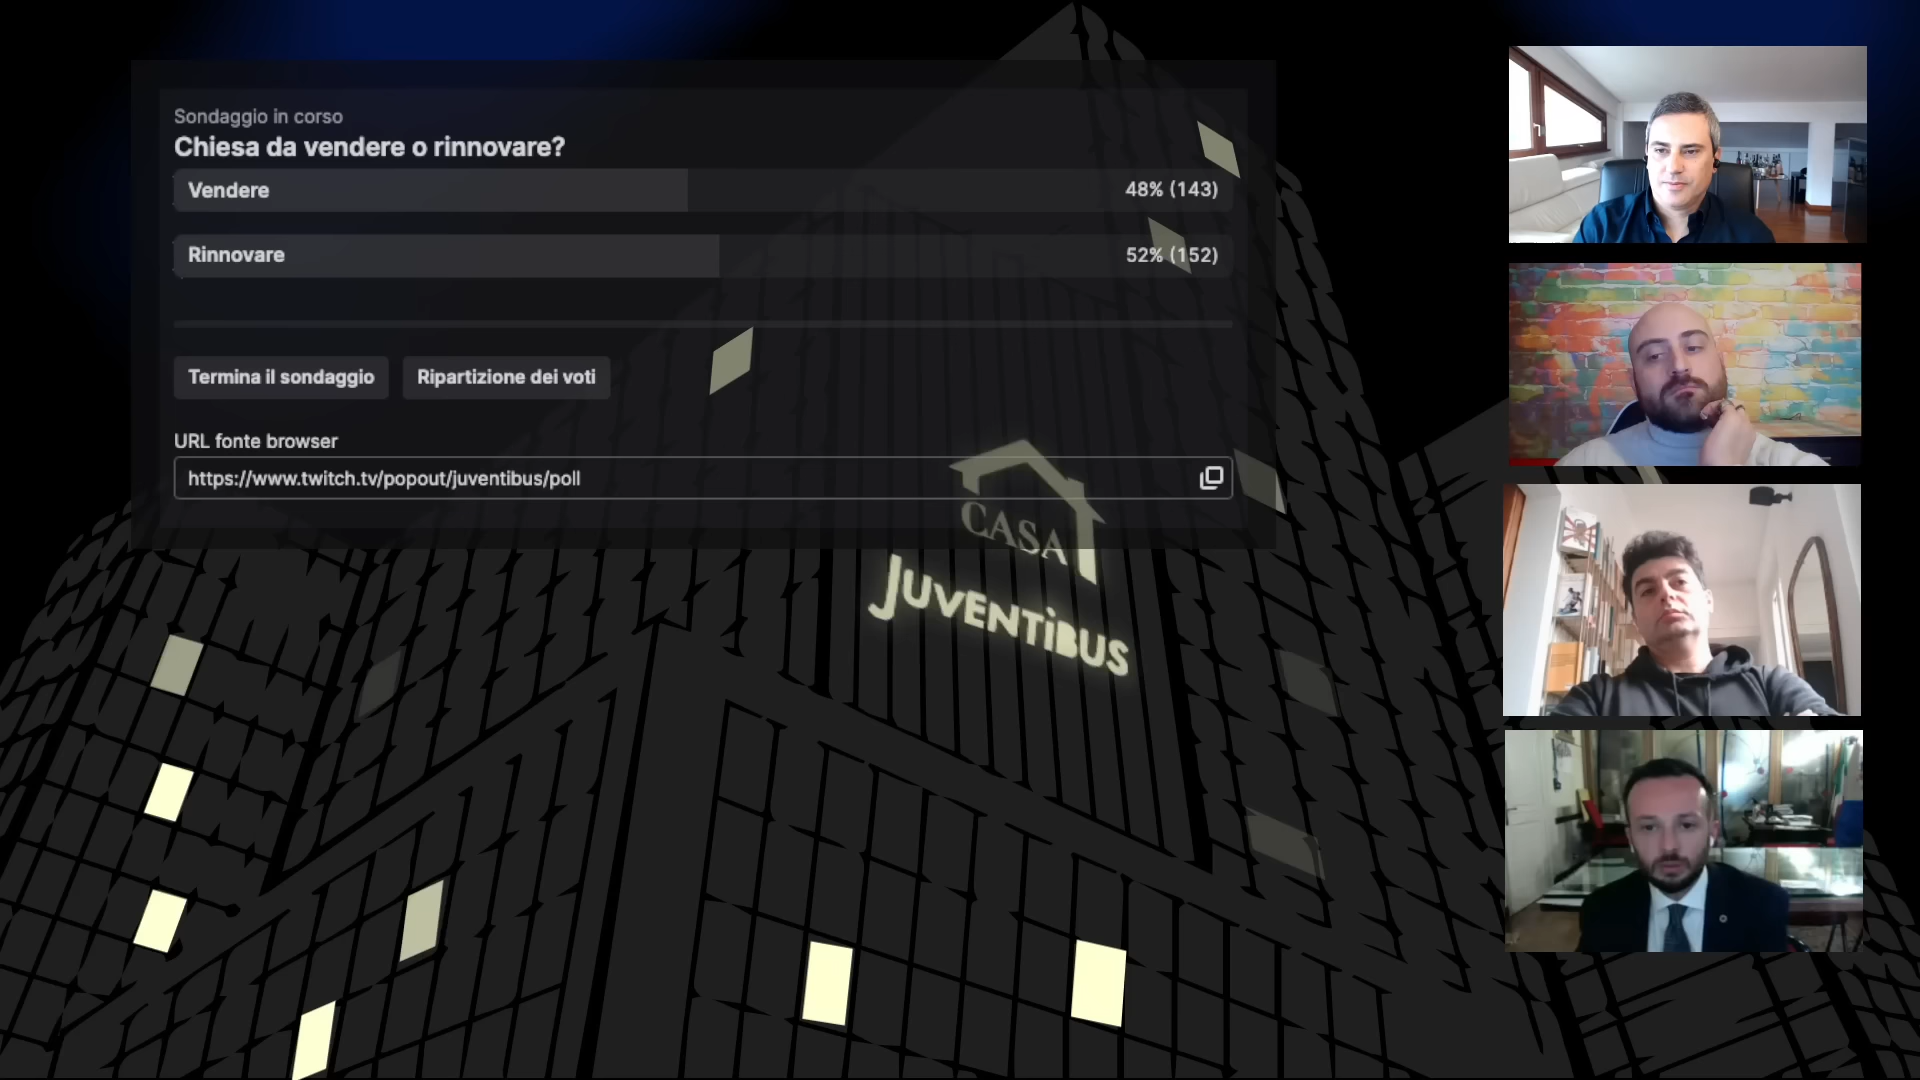 Sondaggio in corso
Chiesa da vendere o rinnovare?
Vendere 48% (143)
Rinnovare 52% (152)
Termina il sondaggio Ripartizione dei voti
URL fonte browser
https://www.twitch.tv/popout/juventibus/poll
CASA
JUVENTiBUS